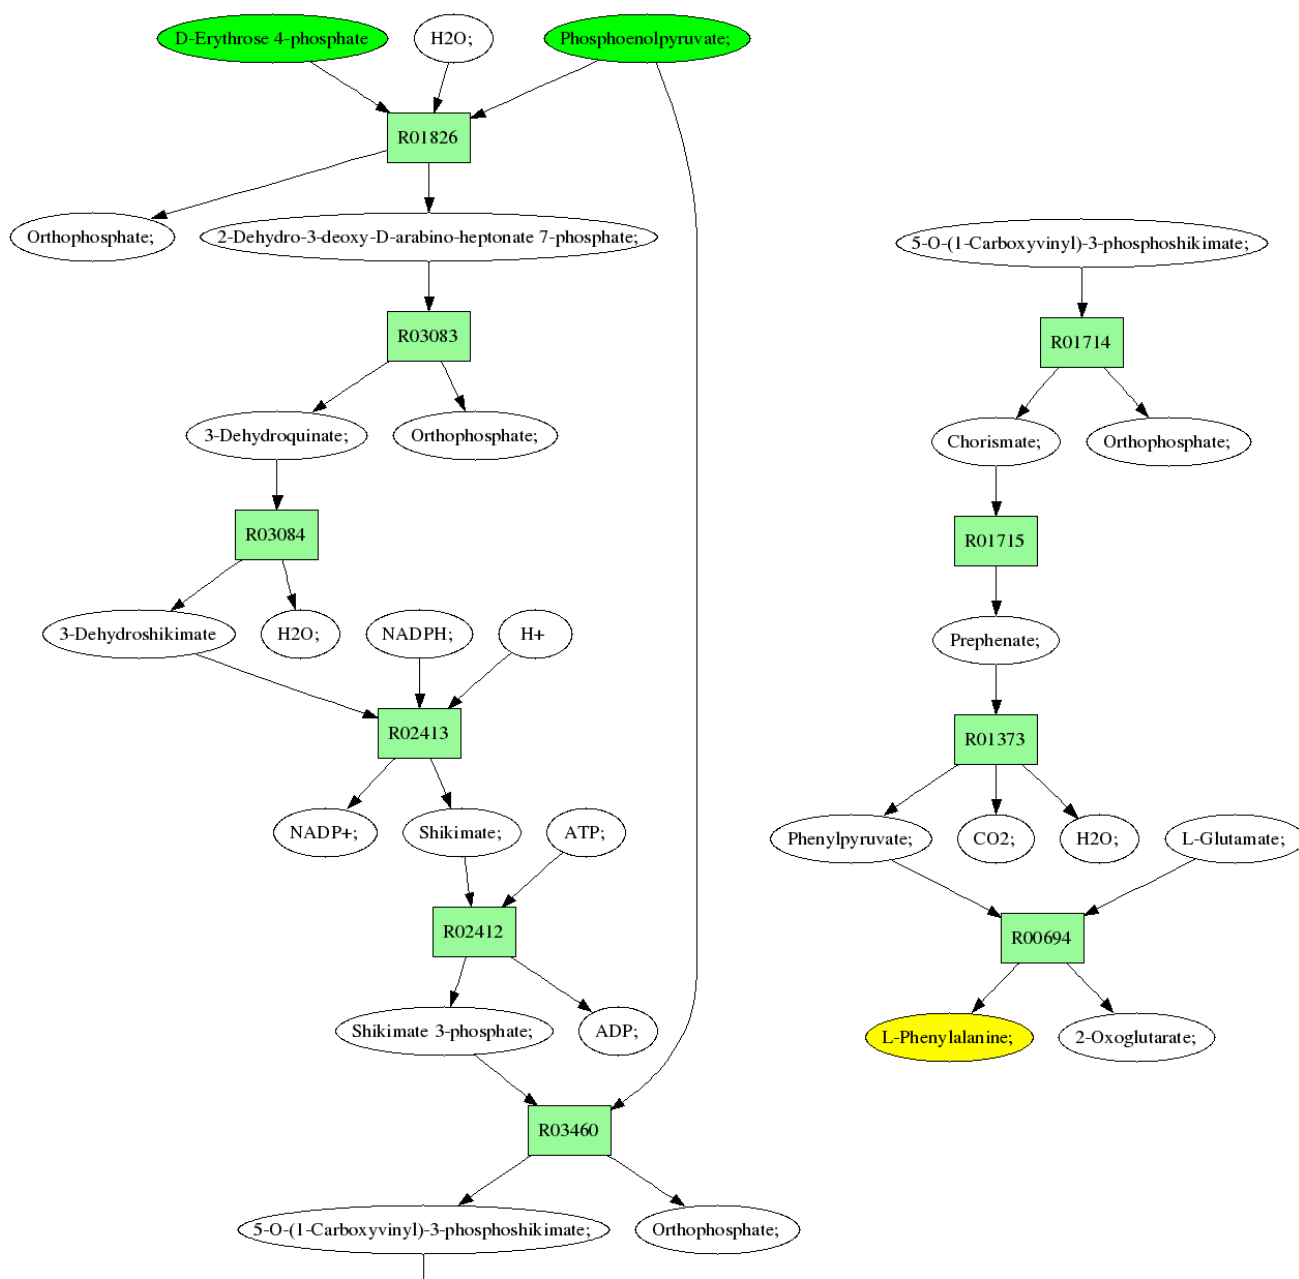 D-Erythrose 4-phosphate
H2O;
Phosphoenolpyruvate;
R01826
Orthophosphate;
2-Dehydro-3-deoxy-D-arabino-heptonate 7-phosphate;
R03083
3-Dehydroquinate;
Orthophosphate;
R03084
3-Dehydroshikimate
H2O;
NADPH;
H+
R02413
NADP+;
Shikimate;
ATP;
R02412
Shikimate 3-phosphate;
ADP;
R03460
5-O-(1-Carboxyvinyl)-3-phosphoshikimate;
Orthophosphate;
5-O-(1-Carboxyvinyl)-3-phosphoshikimate;
R01714
Chorismate;
Orthophosphate;
R01715
Prephenate;
R01373
Phenylpyruvate;
CO2;
H2O;
L-Glutamate;
R00694
L-Phenylalanine;
2-Oxoglutarate;